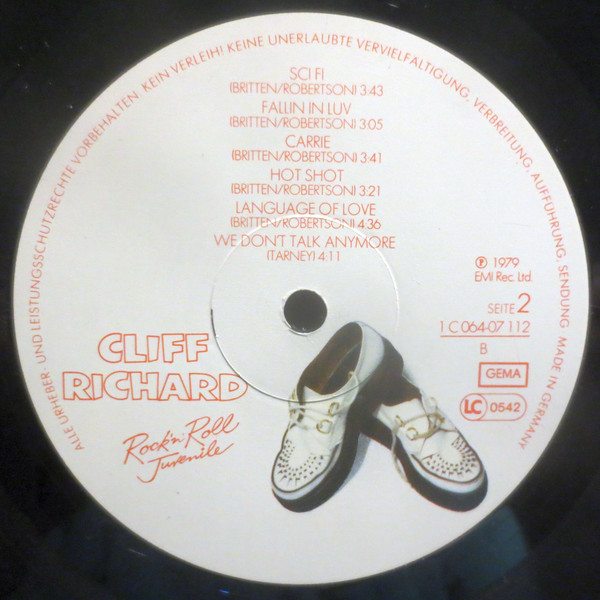 ALLE URHEBER- UND LEISTUNGSSCHUTZRECHTE VORBEHALTEN. KEIN VERLEIH! KEINE UNERLAUBTE VERVIELFÄLTIGUNG, VERBREITUNG, AUFFÜHRUNG, SENDUNG MADE IN GERMANY
SCI FI
(BRITTEN/ROBERTSON) 3:43
FALLIN IN LUV
(BRITTEN/ROBERTSON) 3:05
CARRIE
(BRITTEN/ROBERTSON) 3:41
HOT SHOT
(BRITTEN/ROBERTSON) 3:21
LANGUAGE OF LOVE
(BRITTEN/ROBERTSON) 4:36
WE DON'T TALK ANYMORE
(TARNEY) 4:11
℗ 1979
EMI Rec. Ltd.
SEITE 2
1 C 064-07 112
B
GEMA
LC 0542
CLIFF
RICHARD
Rock 'n' Roll
Juvenile